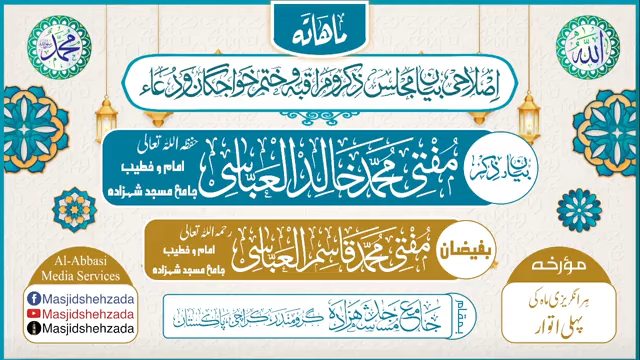 ماهانہ
محمد
اللہ
اصلاحی بیان مجالس ذکر و مراقبہ و ختم خواجگان و دعاء
بیان و ذکر
مفتی محمد خالد العباسی
حفظہ اللہ تعالی
امام و خطیب
جامع مسجد شہزادہ
بفیضان
مفتی محمد قاسم العباسی
رحمہ اللہ تعالی
امام و خطیب
جامع مسجد شہزادہ
مؤرخہ
ہر انگریزی ماہ کی
پہلی اتوار
بمقام
جامع مسجد شہزادہ گرومندر کراچی پاکستان
Al-Abbasi
Media Services
Masjidshehzada
Masjidshehzada
Masjidshehzada